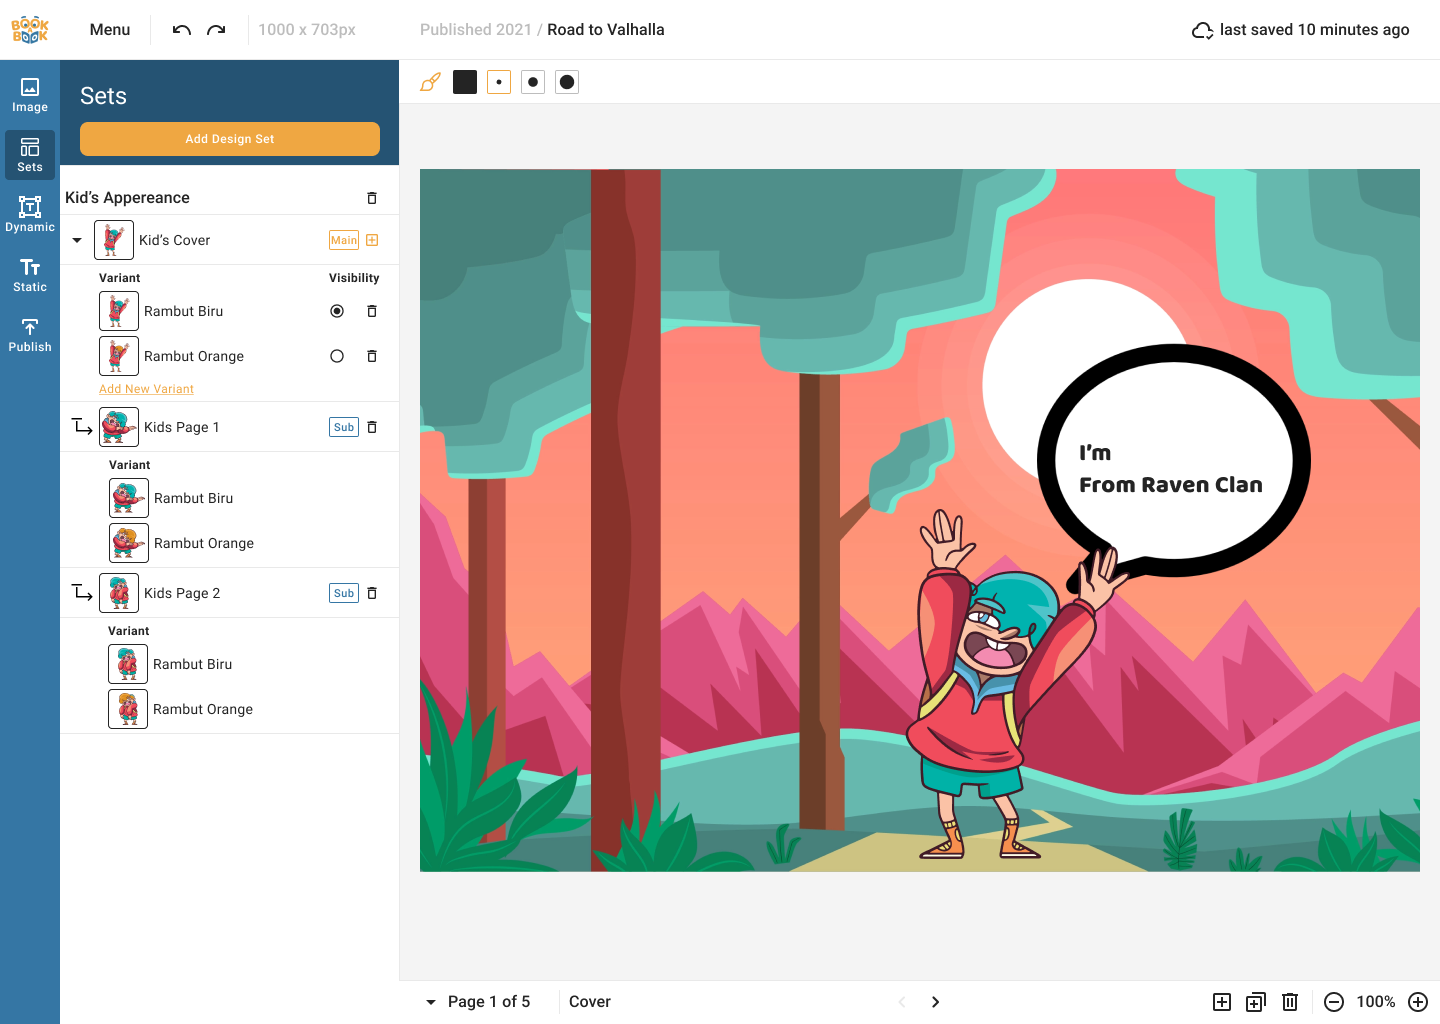 BOOK
BOOK
Menu
1000 x 703px
Published 2021 / Road to Valhalla
last saved 10 minutes ago
Image
Sets
Dynamic
Static
Publish
Sets
Add Design Set
Kid's Appereance
Kid's Cover
Main
Variant
Visibility
Rambut Biru
Rambut Orange
Add New Variant
Kids Page 1
Sub
Variant
Rambut Biru
Rambut Orange
Kids Page 2
Sub
Variant
Rambut Biru
Rambut Orange
I'm
From Raven Clan
Page 1 of 5
Cover
100%